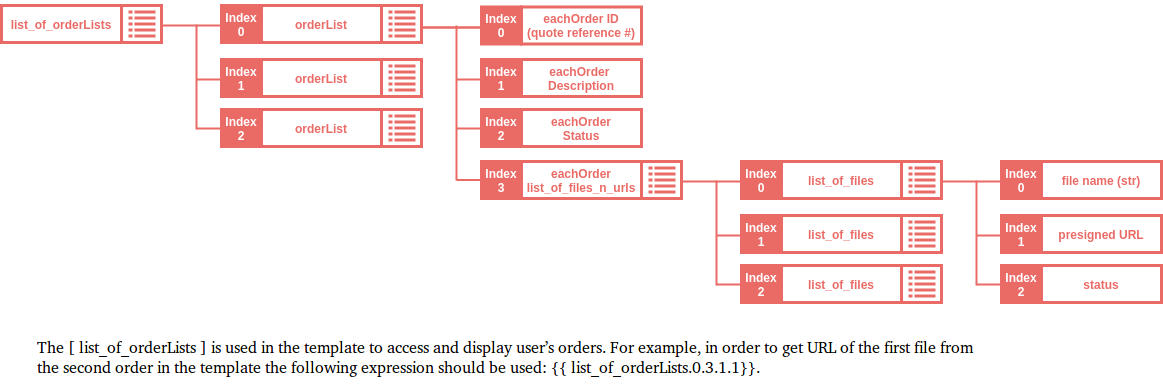 list_of_orderLists
Index 0
orderList
Index 0
eachOrder ID
(quote reference #)
Index 1
orderList
Index 1
eachOrder
Description
Index 2
orderList
Index 2
eachOrder
Status
Index 3
eachOrder
list_of_files_n_urls
Index 0
list_of_files
Index 0
file name (str)
Index 1
list_of_files
Index 1
presigned URL
Index 2
list_of_files
Index 2
status
The [ list_of_orderLists ] is used in the template to access and display user’s orders. For example, in order to get URL of the first file from
the second order in the template the following expression should be used: {{ list_of_orderLists.0.3.1.1}}.